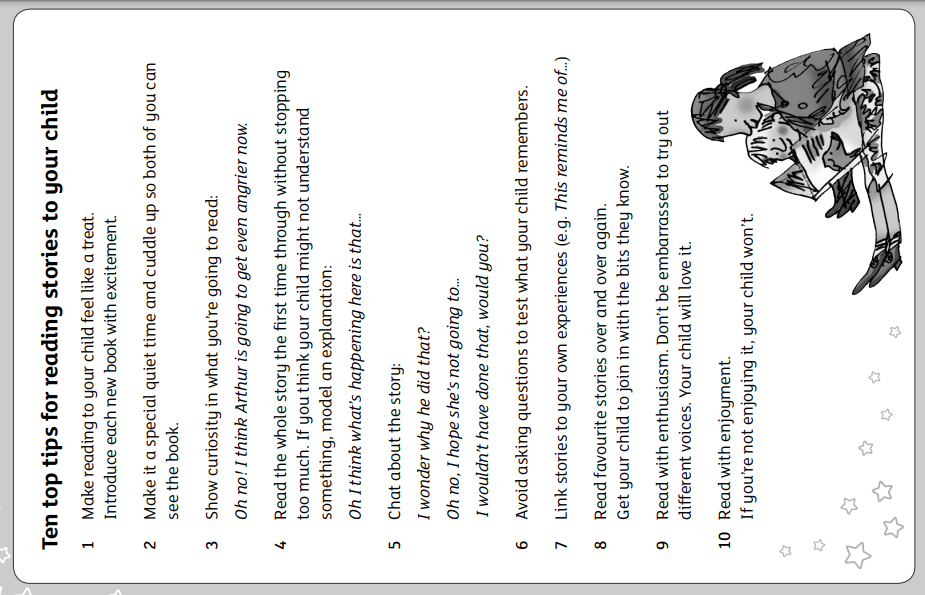 Ten top tips for reading stories to your child
1 Make reading to your child feel like a treat.
Introduce each new book with excitement.
2 Make it a special quiet time and cuddle up so both of you can
see the book.
3 Show curiosity in what you're going to read:
Oh no! I think Arthur is going to get even angrier now.
4 Read the whole story the first time through without stopping
too much. If you think your child might not understand
something, model an explanation:
Oh I think what's happening here is that...
5 Chat about the story:
I wonder why he did that?
Oh no, I hope she's not going to...
I wouldn't have done that, would you?
6 Avoid asking questions to test what your child remembers.
7 Link stories to your own experiences (e.g. This reminds me of...)
8 Read favourite stories over and over again.
Get your child to join in with the bits they know.
9 Read with enthusiasm. Don't be embarrassed to try out
different voices. Your child will love it.
10 Read with enjoyment.
If you're not enjoying it, your child won't.